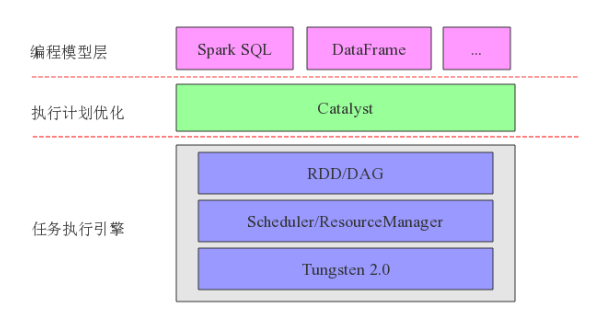 编程模型层
Spark SQL
DataFrame
...
执行计划优化
Catalyst
任务执行引擎
RDD/DAG
Scheduler/ResourceManager
Tungsten 2.0